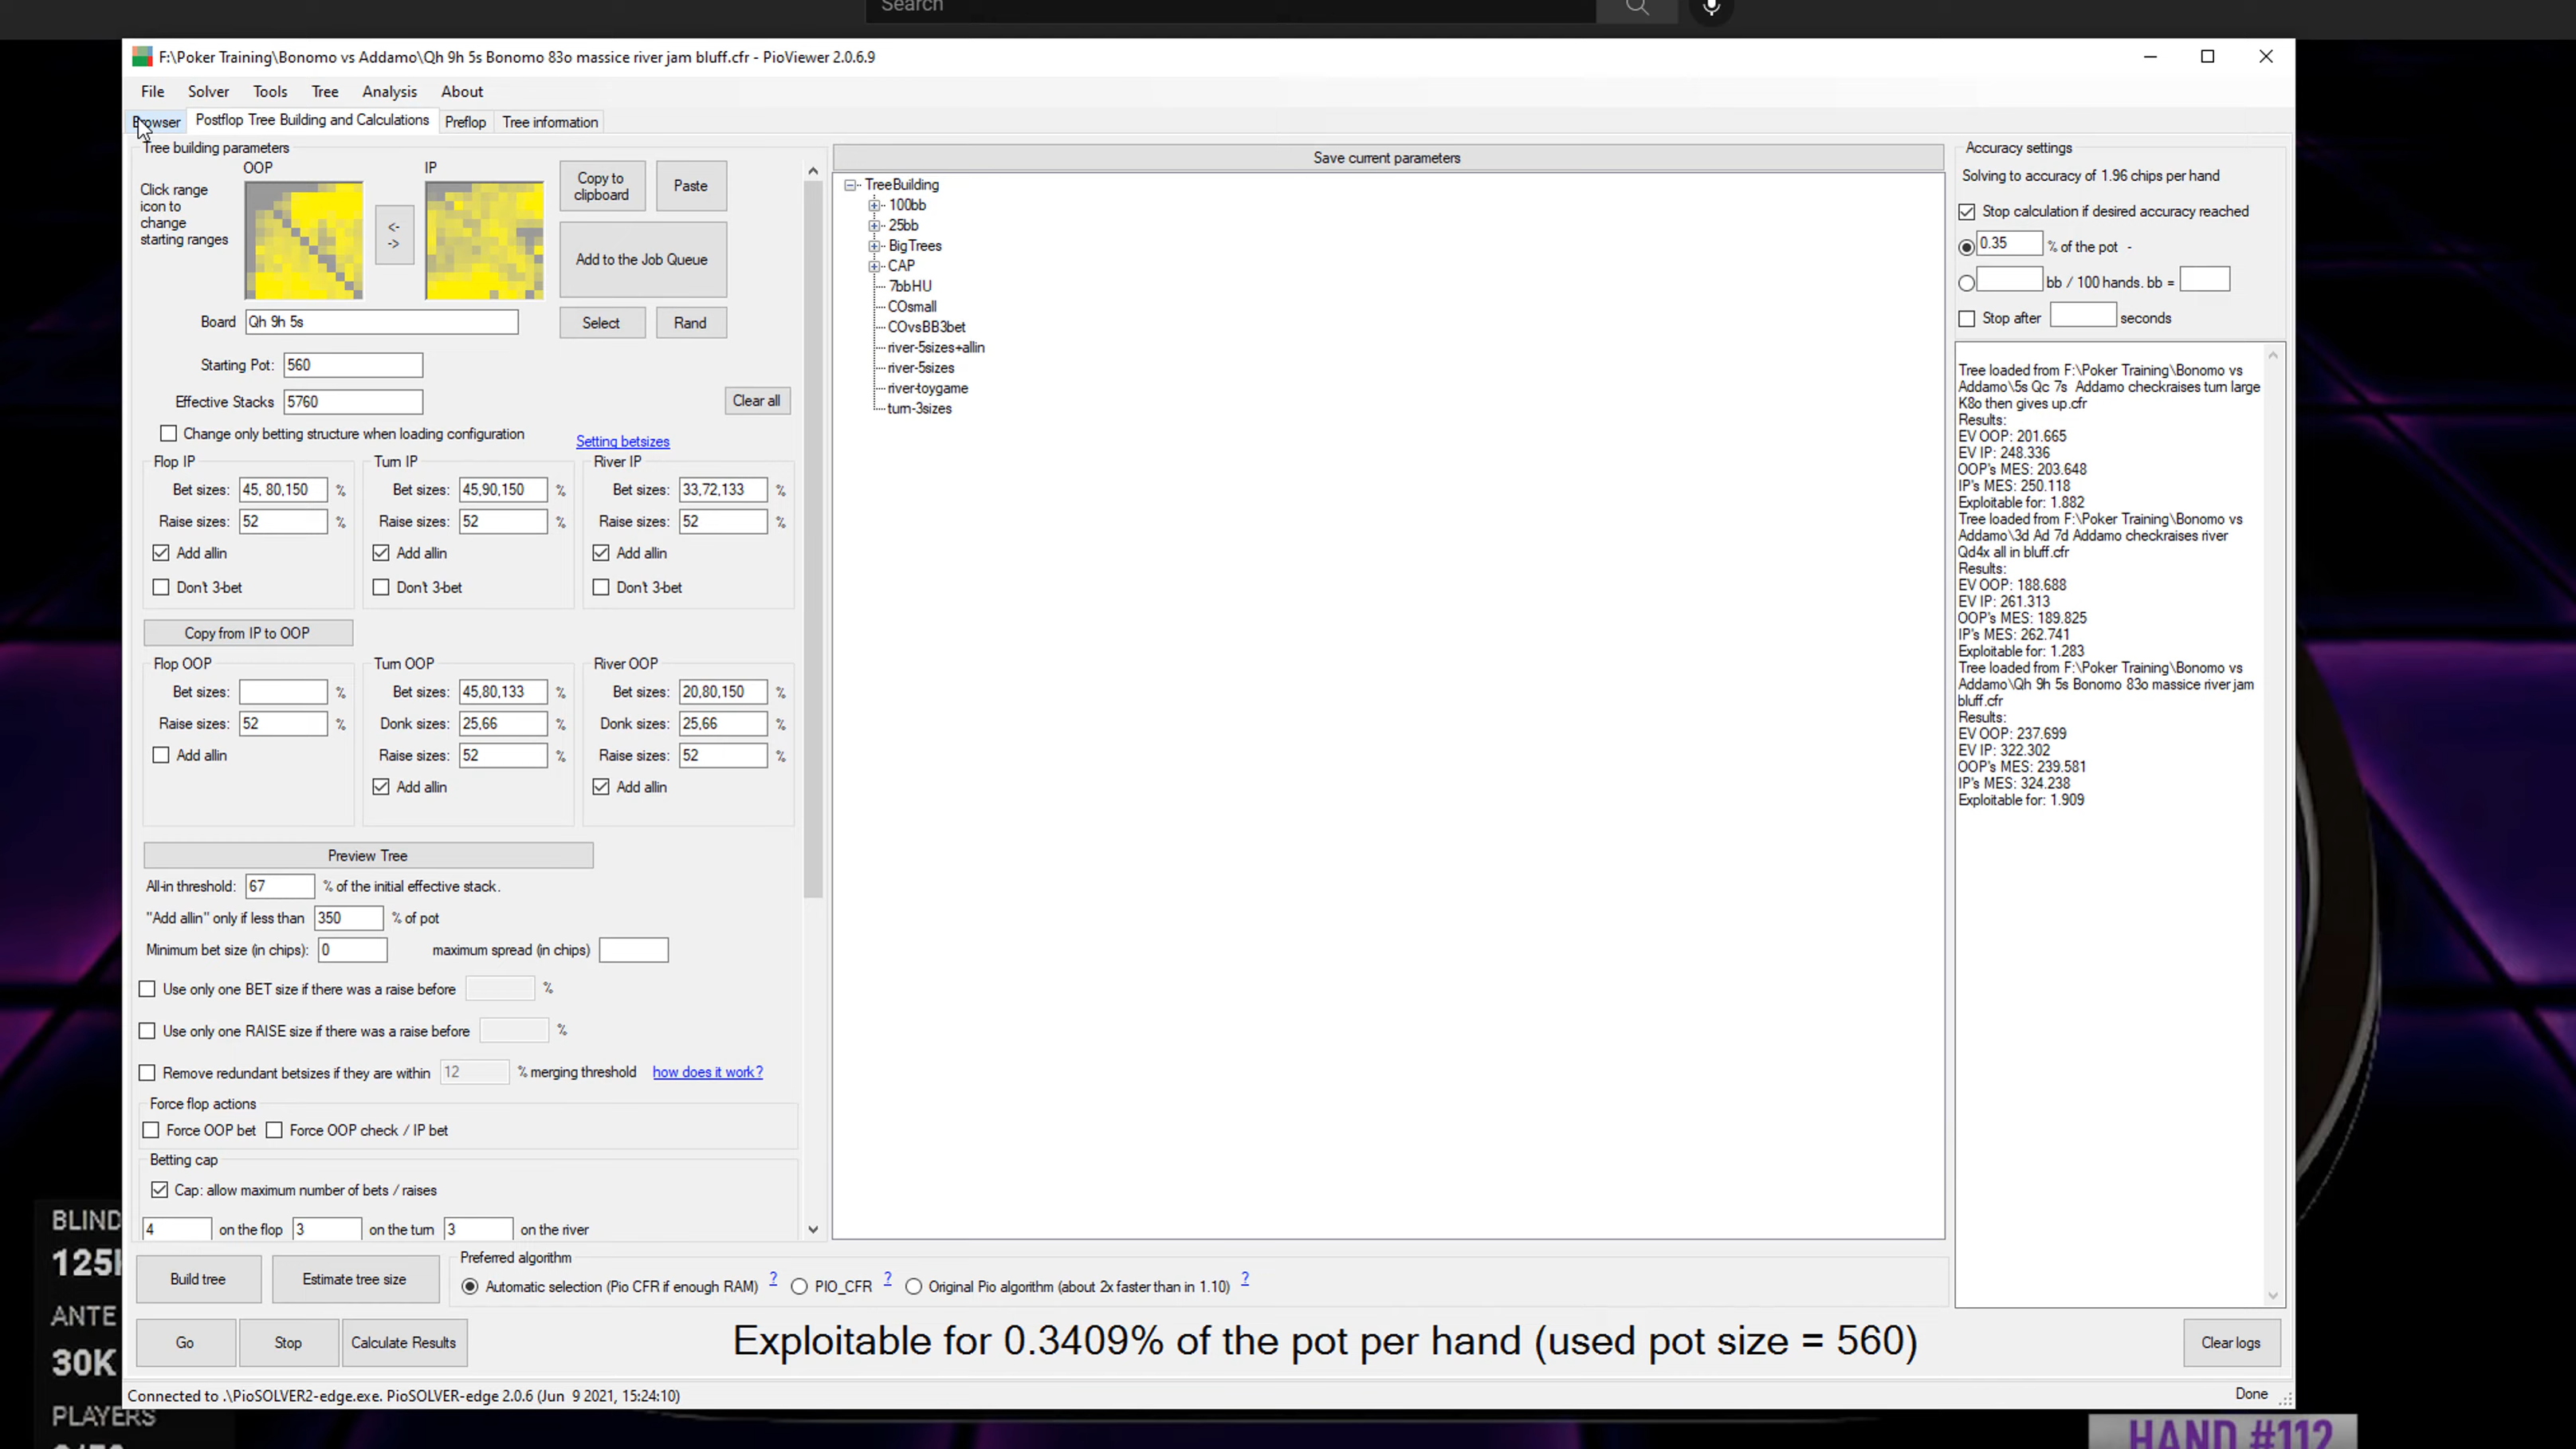 Search
F:\Poker Training\Bonomo vs Addamo\Qh 9h 5s Bonomo 83o massice river jam bluff.cfr - PioViewer 2.0.6.9
File Solver Tools Tree Analysis About
Browser Postflop Tree Building and Calculations Preflop Tree information
Tree building parameters
OOP IP
Click range
icon to
change
starting ranges
<-
->
Copy to
clipboard
Paste
Add to the Job Queue
Board Qh 9h 5s Select Rand
Starting Pot: 560
Effective Stacks 5760 Clear all
Change only betting structure when loading configuration Setting betsizes
Flop IP Turn IP River IP
Bet sizes: 45, 80,150 % Bet sizes: 45,90,150 % Bet sizes: 33,72,133 %
Raise sizes: 52 % Raise sizes: 52 % Raise sizes: 52 %
Add allin Add allin Add allin
Don't 3-bet Don't 3-bet Don't 3-bet
Copy from IP to OOP
Flop OOP Turn OOP River OOP
Bet sizes: % Bet sizes: 45,80,133 % Bet sizes: 20,80,150 %
Raise sizes: 52 % Donk sizes: 25,66 % Donk sizes: 25,66 %
Add allin Raise sizes: 52 % Raise sizes: 52 %
Add allin Add allin
Preview Tree
All-in threshold: 67 % of the initial effective stack.
"Add allin" only if less than 350 % of pot
Minimum bet size (in chips): 0 maximum spread (in chips)
Use only one BET size if there was a raise before %
Use only one RAISE size if there was a raise before %
Remove redundant betsizes if they are within 12 % merging threshold how does it work?
Force flop actions
Force OOP bet Force OOP check / IP bet
Betting cap
Cap: allow maximum number of bets / raises
4 on the flop 3 on the turn 3 on the river
Save current parameters
TreeBuilding
100bb
25bb
BigTrees
CAP
7bbHU
COsmall
COvsBB3bet
river-5sizes+allin
river-5sizes
river-toygame
turn-3sizes
Accuracy settings
Solving to accuracy of 1.96 chips per hand
Stop calculation if desired accuracy reached
0.35 % of the pot -
bb / 100 hands. bb =
Stop after seconds
Tree loaded from F:\Poker Training\Bonomo vs
Addamo\5s Qc 7s Addamo checkraises turn large
K8o then gives up.cfr
Results:
EV OOP: 201.665
EV IP: 248.336
OOP's MES: 203.648
IP's MES: 250.118
Exploitable for: 1.882
Tree loaded from F:\Poker Training\Bonomo vs
Addamo\3d Ad 7d Addamo checkraises river
Qd4x all in bluff.cfr
Results:
EV OOP: 188.688
EV IP: 261.313
OOP's MES: 189.825
IP's MES: 262.741
Exploitable for: 1.283
Tree loaded from F:\Poker Training\Bonomo vs
Addamo\Qh 9h 5s Bonomo 83o massice river jam
bluff.cfr
Results:
EV OOP: 237.699
EV IP: 322.302
OOP's MES: 239.581
IP's MES: 324.238
Exploitable for: 1.909
Build tree Estimate tree size
Preferred algorithm
Automatic selection (Pio CFR if enough RAM) ? PIO_CFR ? Original Pio algorithm (about 2x faster than in 1.10) ?
Go Stop Calculate Results
Exploitable for 0.3409% of the pot per hand (used pot size = 560)
Clear logs
Connected to .\PioSOLVER2-edge.exe. PioSOLVER-edge 2.0.6 (Jun 9 2021, 15:24:10)
Done
BLIND
125
ANTE
30K
PLAYERS
HAND #112